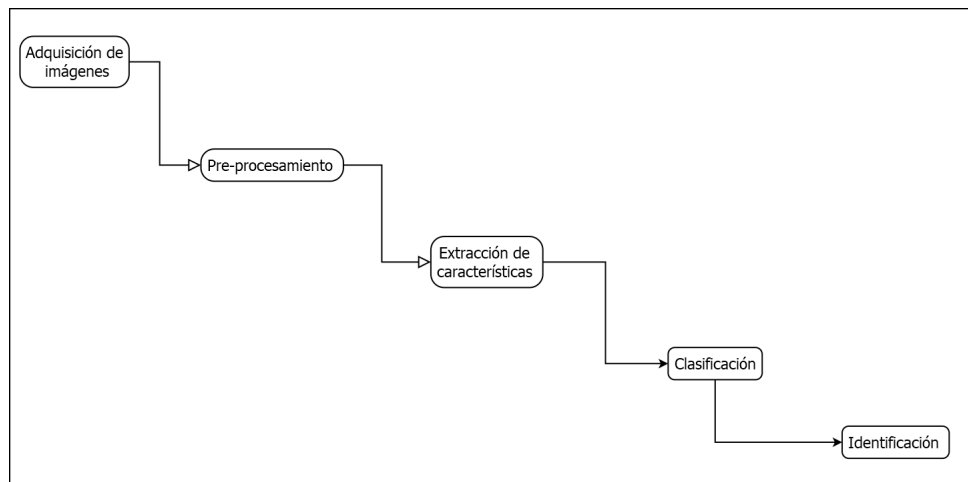 Adquisición de
imágenes
Pre-procesamiento
Extracción de
características
Clasificación
Identificación